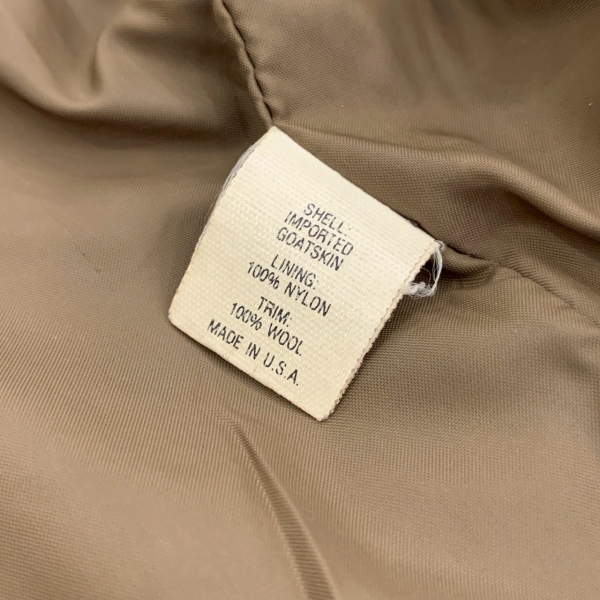 SHELL:
IMPORTED
GOATSKIN
LINING:
100% NYLON
TRIM:
100% WOOL
MADE IN U.S.A.